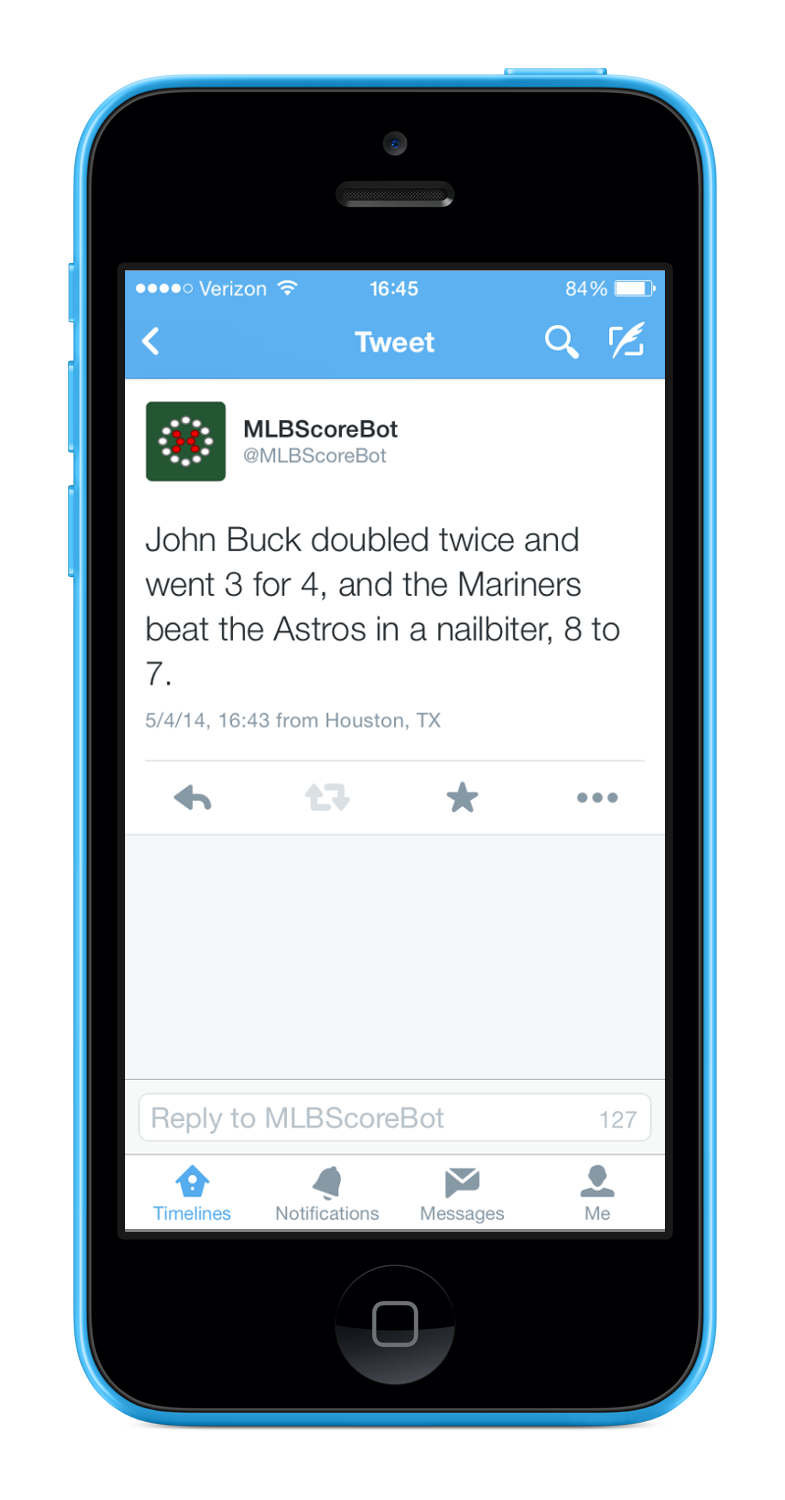 Verizon 16:45 84%
Tweet
MLBScoreBot
@MLBScoreBot
John Buck doubled twice and
went 3 for 4, and the Mariners
beat the Astros in a nailbiter, 8 to
7.
5/4/14, 16:43 from Houston, TX
Reply to MLBScoreBot 127
Timelines Notifications Messages Me